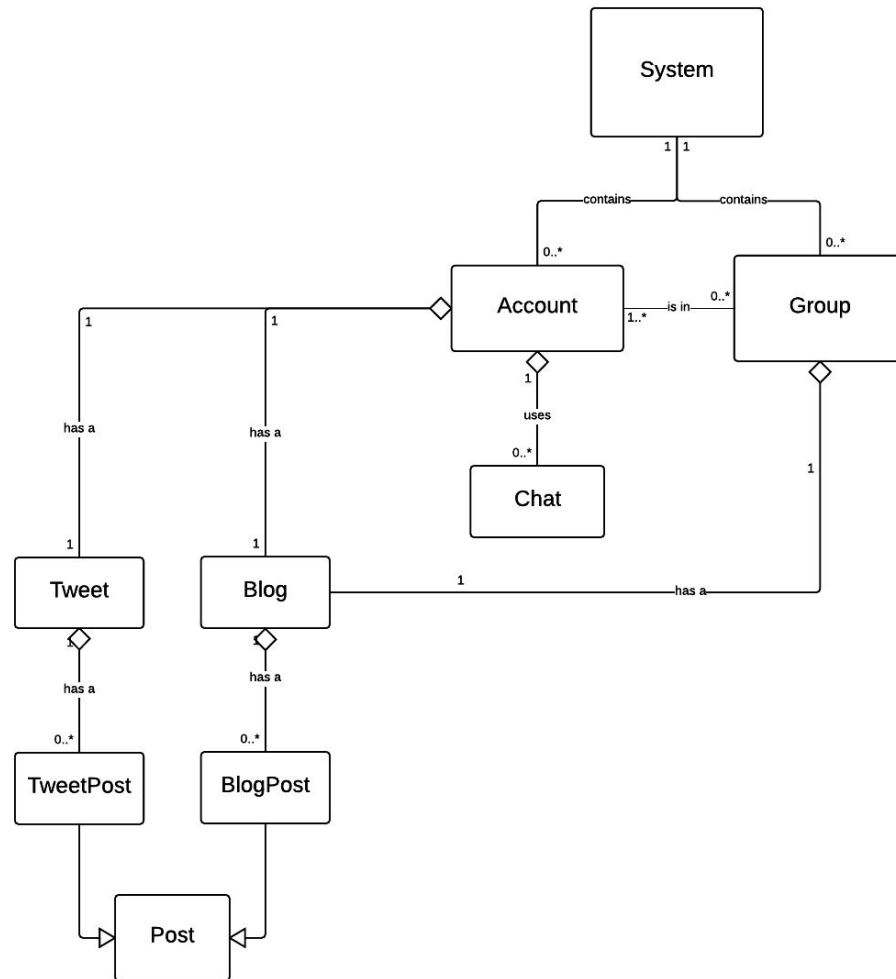 System
1 1
contains contains
0..* 0..*
Account
1..* is in 0..*
Group
1 1
1
uses
0..*
Chat
has a has a
1
1 1
Tweet
Blog
1 has a
1
has a has a
0..* 0..*
TweetPost
BlogPost
Post